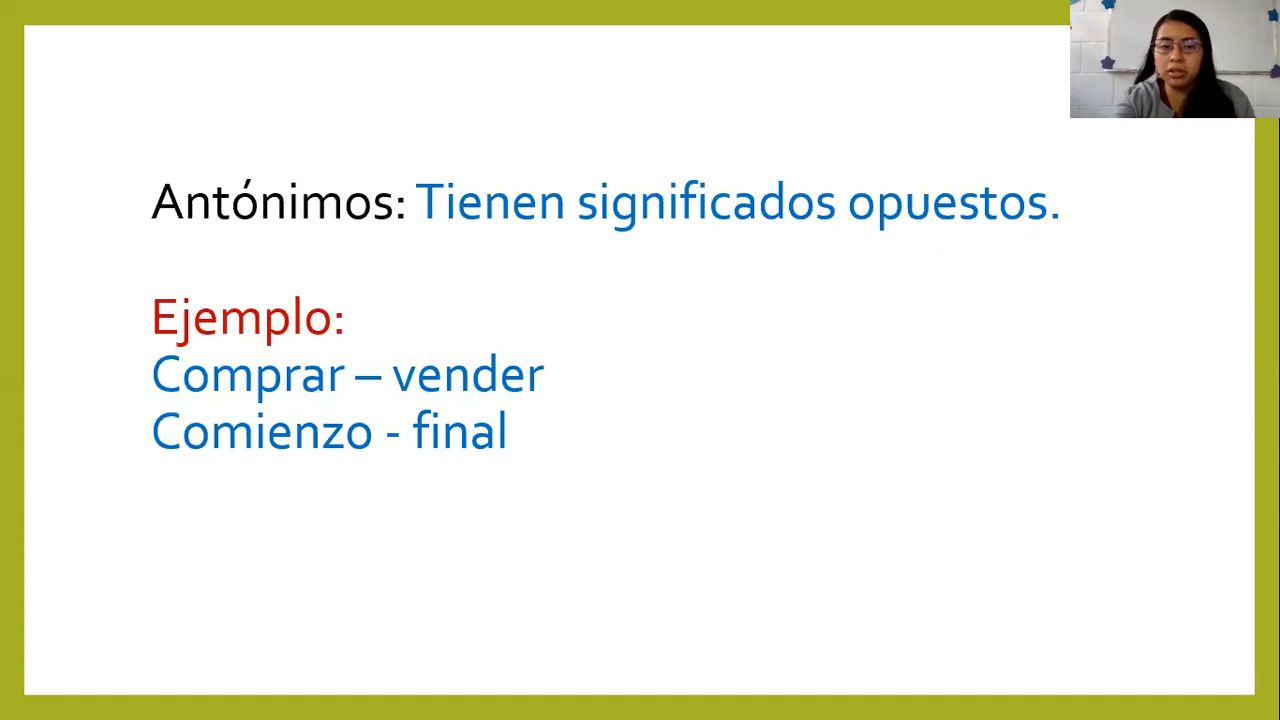 Antónimos: Tienen significados opuestos.
Ejemplo:
Comprar – vender
Comienzo - final